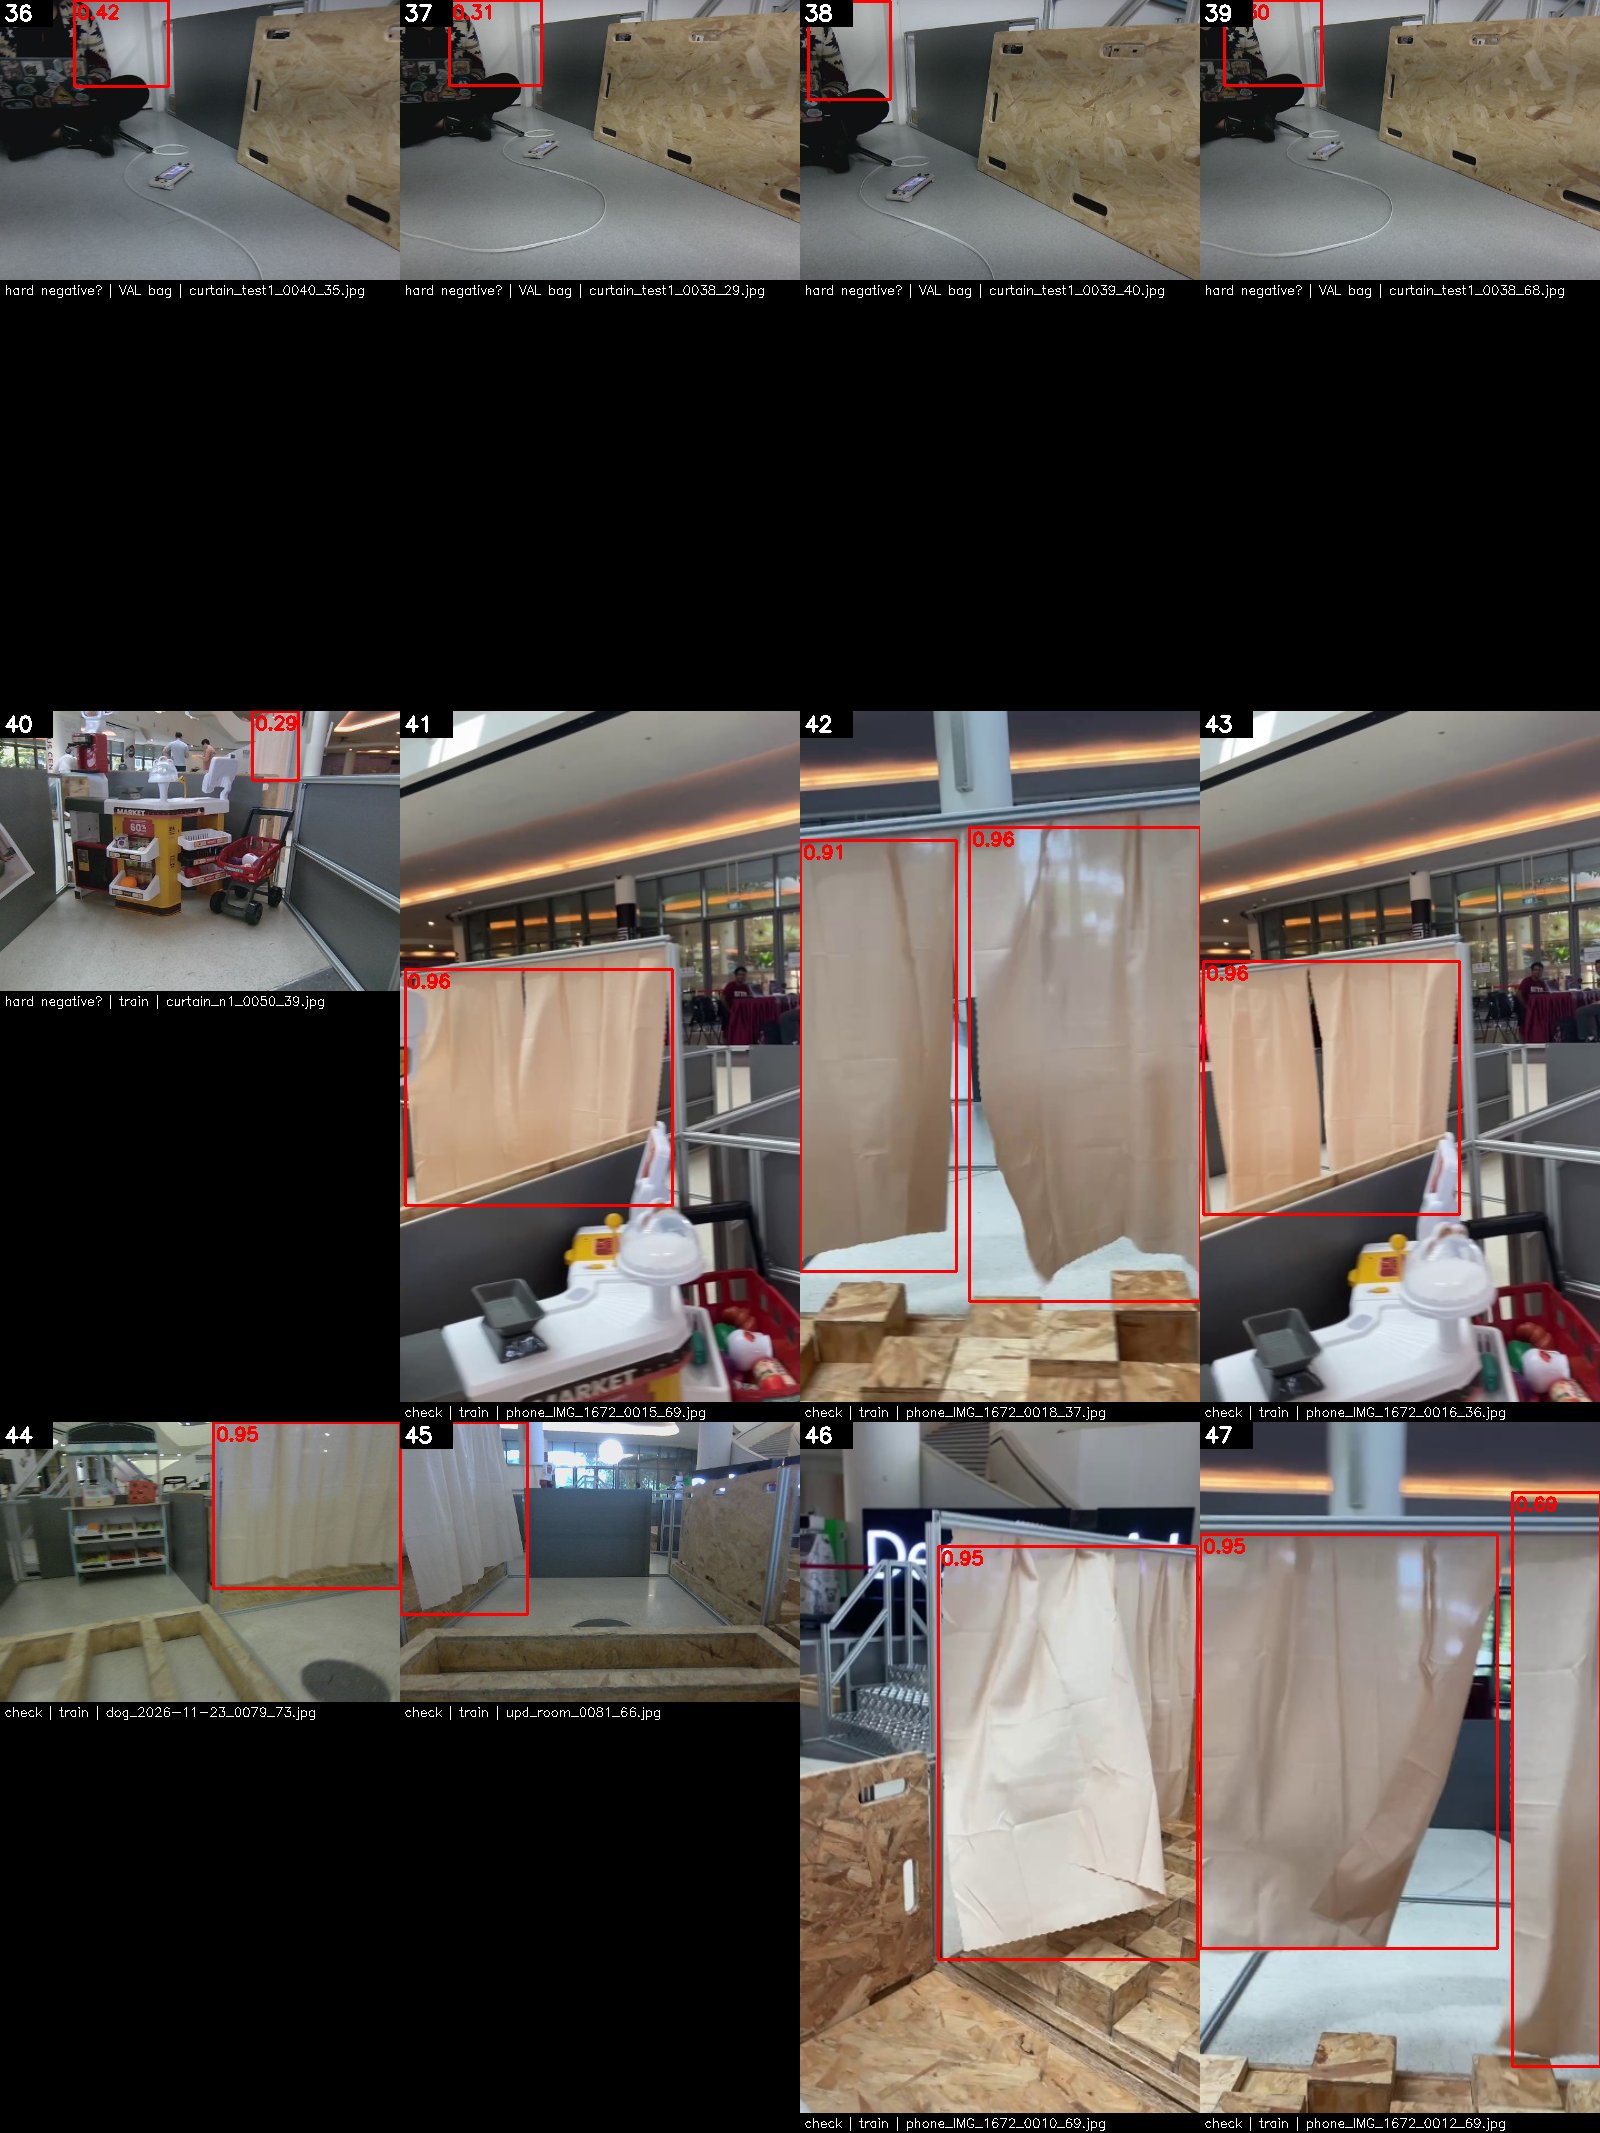 36
0.42
37
0.31
38
39
50
hard negative? | VAL bag | curtain_test1_0040_35.jpg
hard negative? | VAL bag | curtain_test1_0038_29.jpg
hard negative? | VAL bag | curtain_test1_0039_40.jpg
hard negative? | VAL bag | curtain_test1_0038_68.jpg
40
0.29
MARKET
603
hard negative? | train | curtain_n1_0050_39.jpg
41
0.96
MARKET
check | train | phone_IMG_1672_0015_69.jpg
42
0.91
0.96
check | train | phone_IMG_1672_0018_37.jpg
43
0.96
check | train | phone_IMG_1672_0016_36.jpg
44
0.95
check | train | dog_2026-11-23_0079_73.jpg
45
check | train | upd_room_0081_66.jpg
46
De
0.95
check | train | phone_IMG_1672_0010_69.jpg
47
0.95
0.69
check | train | phone_IMG_1672_0012_69.jpg